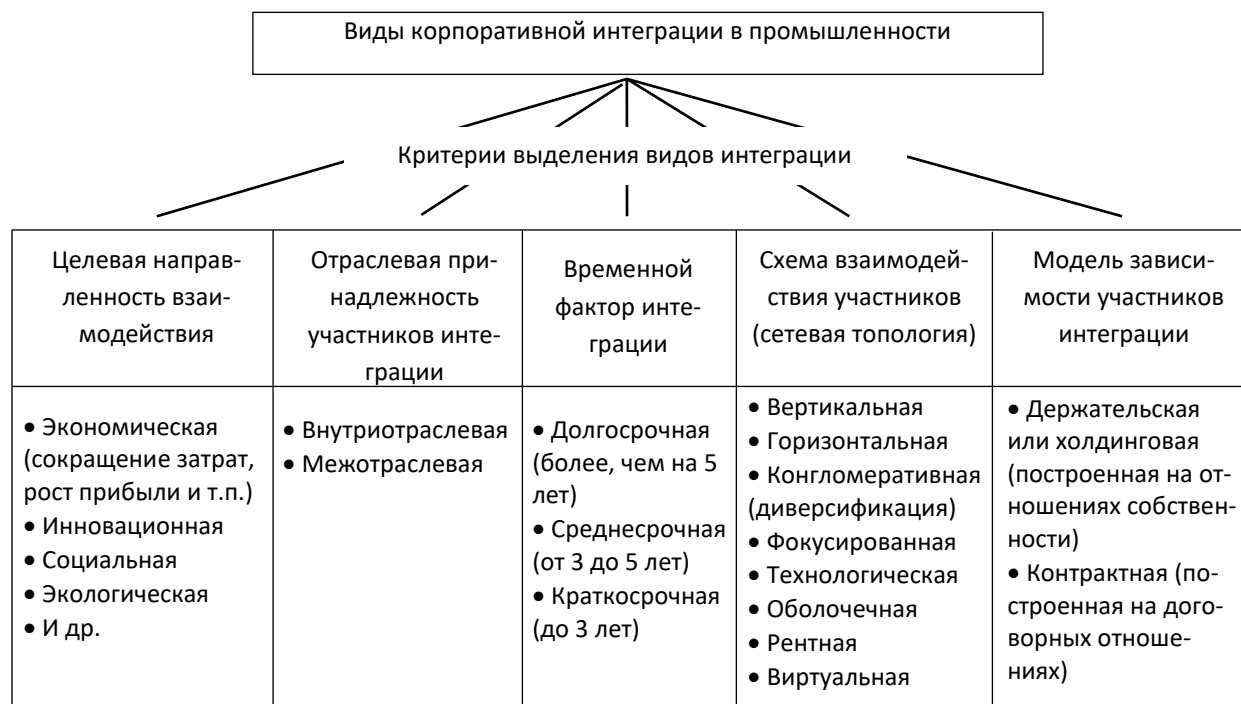 Виды корпоративной интеграции в промышленности
Критерии выделения видов интеграции
Целевая направ-
ленность взаи-
модействия
Отраслевая при-
надлежность
участников инте-
грации
Временной
фактор инте-
грации
Схема взаимодей-
ствия участников
(сетевая топология)
Модель зависи-
мости участников
интеграции
• Экономическая
(сокращение затрат,
рост прибыли и т.п.)
• Инновационная
• Социальная
• Экологическая
• И др.
• Внутриотраслевая
• Межотраслевая
• Долгосрочная
(более, чем на 5
лет)
• Среднесрочная
(от 3 до 5 лет)
• Краткосрочная
(до 3 лет)
• Вертикальная
• Горизонтальная
• Конгломеративная
(диверсификация)
• Фокусированная
• Технологическая
• Оболочечная
• Рентная
• Виртуальная
• Держательская
или холдинговая
(построенная на от-
ношениях собствен-
ности)
• Контрактная (по-
строенная на дого-
ворных отноше-
ниях)